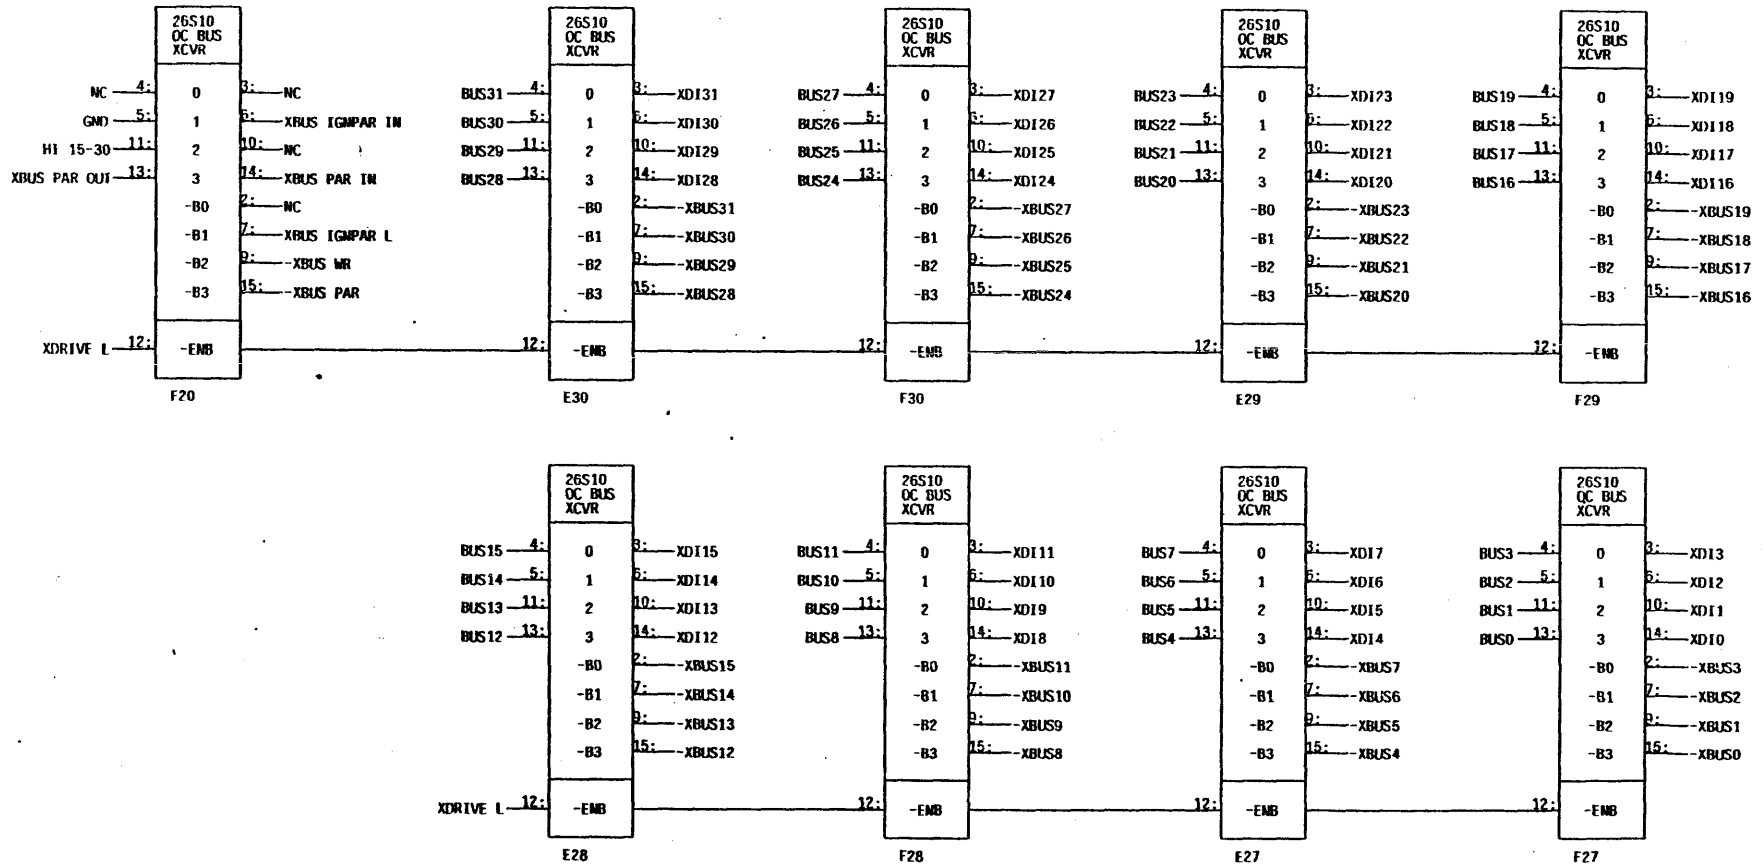 26S10 26S10 26S10 26S10 26S10
OC BUS OC BUS OC BUS OC BUS OC BUS
XCVR XCVR XCVR XCVR XCVR
NC 4: 0 3: NC BUS31 4: 0 3: XDI31 BUS27 4: 0 3: XDI27 BUS23 4: 0 3: XDI23 BUS19 4: 0 3: XDI19
GND 5: 1 6: XBUS IGNPAR IN BUS30 5: 1 6: XDI30 BUS26 5: 1 6: XDI26 BUS22 5: 1 6: XDI22 BUS18 5: 1 6: XDI18
HI 15-30 11: 2 10: NC BUS29 11: 2 10: XDI29 BUS25 11: 2 10: XDI25 BUS21 11: 2 10: XDI21 BUS17 11: 2 10: XDI17
XBUS PAR OUT 13: 3 14: XBUS PAR IN BUS28 13: 3 14: XDI28 BUS24 13: 3 14: XDI24 BUS20 13: 3 14: XDI20 BUS16 13: 3 14: XDI16
-B0 2: NC -B0 2: -XBUS31 -B0 2: -XBUS27 -B0 2: -XBUS23 -B0 2: -XBUS19
-B1 7: XBUS IGNPAR L -B1 7: -XBUS30 -B1 7: -XBUS26 -B1 7: -XBUS22 -B1 7: -XBUS18
-B2 9: -XBUS WR -B2 9: -XBUS29 -B2 9: -XBUS25 -B2 9: -XBUS21 -B2 9: -XBUS17
-B3 15: -XBUS PAR -B3 15: -XBUS28 -B3 15: -XBUS24 -B3 15: -XBUS20 -B3 15: -XBUS16
XDRIVE L 12: -ENB 12: -ENB 12: -ENB 12: -ENB 12: -ENB
F20 E30 F30 E29 F29
26S10 26S10 26S10 26S10
OC BUS OC BUS OC BUS OC BUS
XCVR XCVR XCVR XCVR
BUS15 4: 0 3: XDI15 BUS11 4: 0 3: XDI11 BUS7 4: 0 3: XDI7 BUS3 4: 0 3: XDI3
BUS14 5: 1 6: XDI14 BUS10 5: 1 6: XDI10 BUS6 5: 1 6: XDI6 BUS2 5: 1 6: XDI2
BUS13 11: 2 10: XDI13 BUS9 11: 2 10: XDI9 BUS5 11: 2 10: XDI5 BUS1 11: 2 10: XDI1
BUS12 13: 3 14: XDI12 BUS8 13: 3 14: XDI8 BUS4 13: 3 14: XDI4 BUS0 13: 3 14: XDI0
-B0 2: -XBUS15 -B0 2: -XBUS11 -B0 2: -XBUS7 -B0 2: -XBUS3
-B1 7: -XBUS14 -B1 7: -XBUS10 -B1 7: -XBUS6 -B1 7: -XBUS2
-B2 9: -XBUS13 -B2 9: -XBUS9 -B2 9: -XBUS5 -B2 9: -XBUS1
-B3 15: -XBUS12 -B3 15: -XBUS8 -B3 15: -XBUS4 -B3 15: -XBUS0
XDRIVE L 12: -ENB 12: -ENB 12: -ENB 12: -ENB
E28 F28 E27 F27